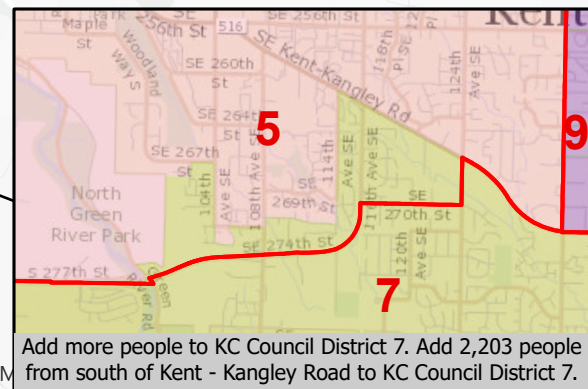 Park
Maple
St
256th St
516
SE 256th St
Kent
Woodland
Way S
SE 260th
St
SE Kent-Kangley Rd
118th
Pl SE
124th
Ave SE
SE 264th
St
5
9
SE 267th
St
104th
Ave SE
108th Ave SE
114th
Ave SE
116th Ave SE
SE
269th St
SE
270th St
North
Green
River Park
SE 274th St
120th
Ave SE
S 277th St
Green
River Rd
7
Add more people to KC Council District 7. Add 2,203 people
from south of Kent - Kangley Road to KC Council District 7.
M